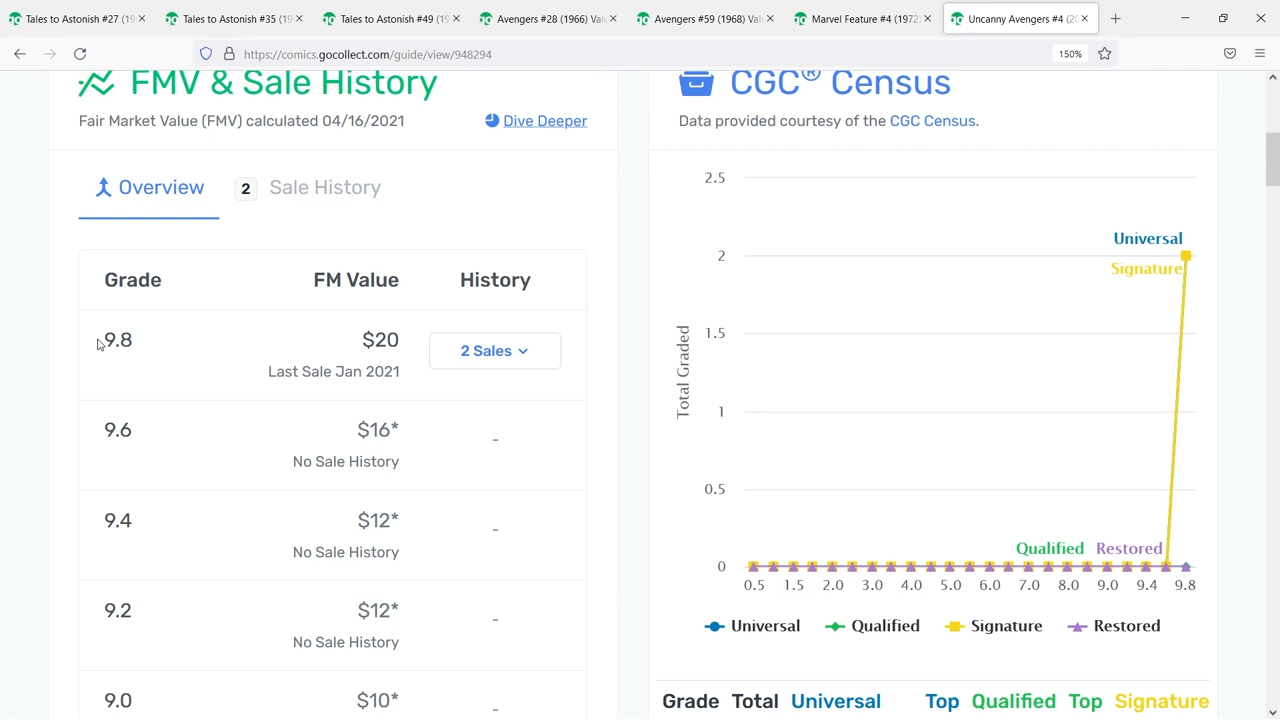 Tales to Astonish #27 (19
Tales to Astonish #35 (19
Tales to Astonish #49 (19
Avengers #28 (1966) Valu
Avengers #59 (1968) Valu
Marvel Feature #4 (1972)
Uncanny Avengers #4 (20
https://comics.gocollect.com/guide/view/948294
150%
FMV & Sale History
Fair Market Value (FMV) calculated 04/16/2021
Dive Deeper
Overview
2 Sale History
Grade FM Value History
9.8 $20 2 Sales
Last Sale Jan 2021
9.6 $16* -
No Sale History
9.4 $12* -
No Sale History
9.2 $12* -
No Sale History
9.0 $10* -
CGC® Census
Data provided courtesy of the CGC Census.
2.5
2
1.5
1
0.5
0
Total Graded
Universal
Signature
Qualified Restored
0.5 1.5 2.0 3.0 4.0 5.0 6.0 7.0 8.0 9.0 9.4 9.8
Universal Qualified Signature Restored
Grade Total Universal Top Qualified Top Signature